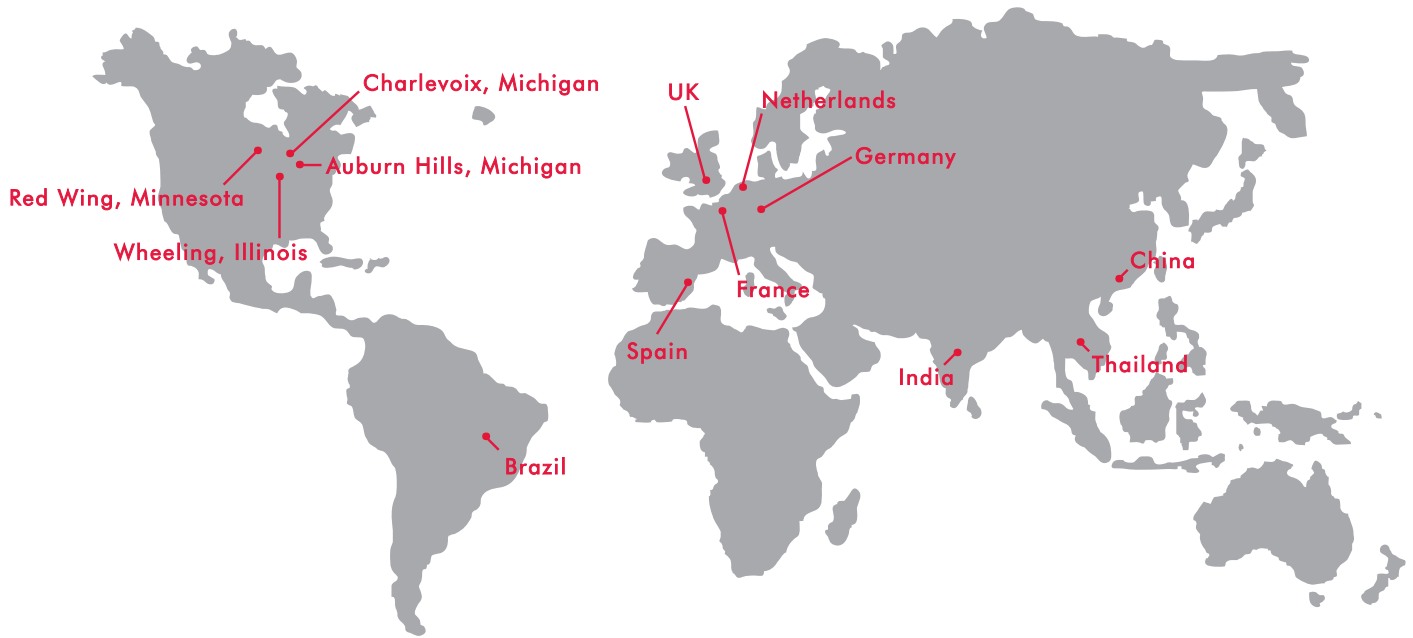 Charlevoix, Michigan
UK
Netherlands
Germany
Auburn Hills, Michigan
Red Wing, Minnesota
Wheeling, Illinois
China
France
Spain
Thailand
India
Brazil